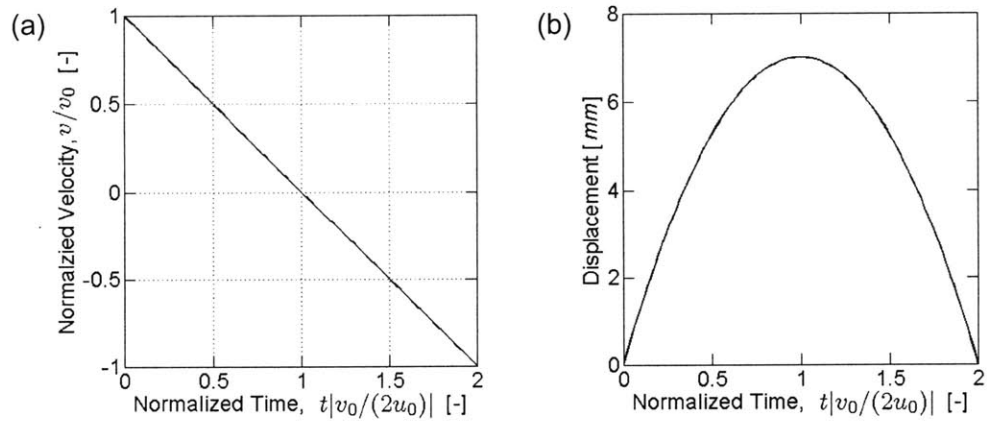 (a)
Normalzied Velocity, v/v₀ [-]
1
0.5
0
-0.5
-1
0 0.5 1 1.5 2
Normalized Time, t|v₀/(2u₀)| [-]
(b)
Displacement [mm]
8
6
4
2
0
0 0.5 1 1.5 2
Normalized Time, t|v₀/(2u₀)| [-]